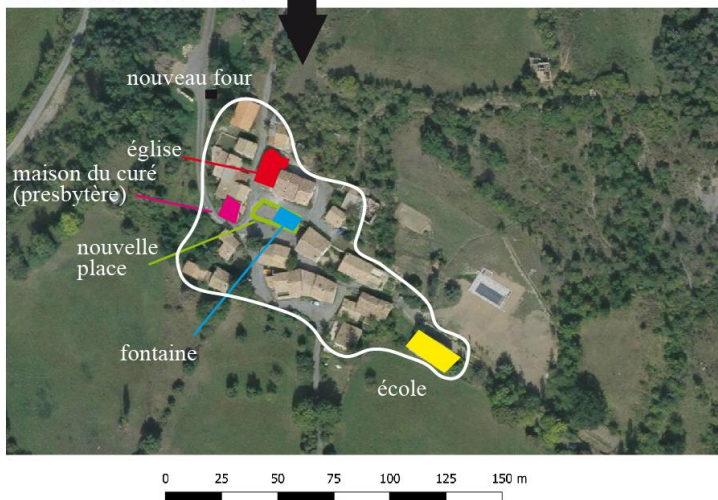 nouveau four
église
maison du curé
(presbytère)
nouvelle
place
fontaine
école
0 25 50 75 100 125 150 m